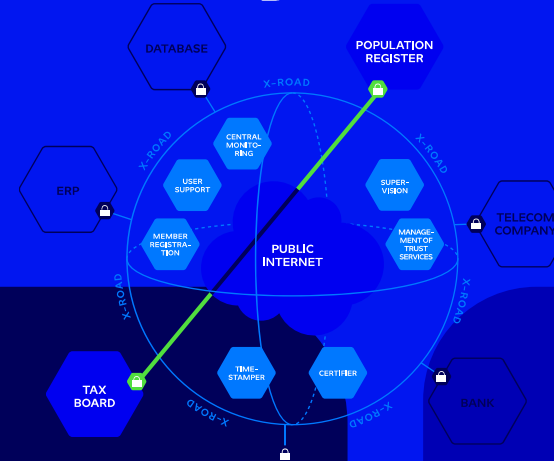 DATABASE
POPULATION
REGISTER
X-ROAD
X-ROAD
X-ROAD
CENTRAL
MONITO-
RING
USER
SUPPORT
SUPER-
VISION
ERP
MEMBER
REGISTRA-
TION
PUBLIC
INTERNET
MANAGE-
MENT OF
TRUST
SERVICES
TELECOM
COMPANY
X-ROAD
X-ROAD
TIME-
STAMPER
CERTIFIER
TAX
BOARD
BANK
X-ROAD
X-ROAD